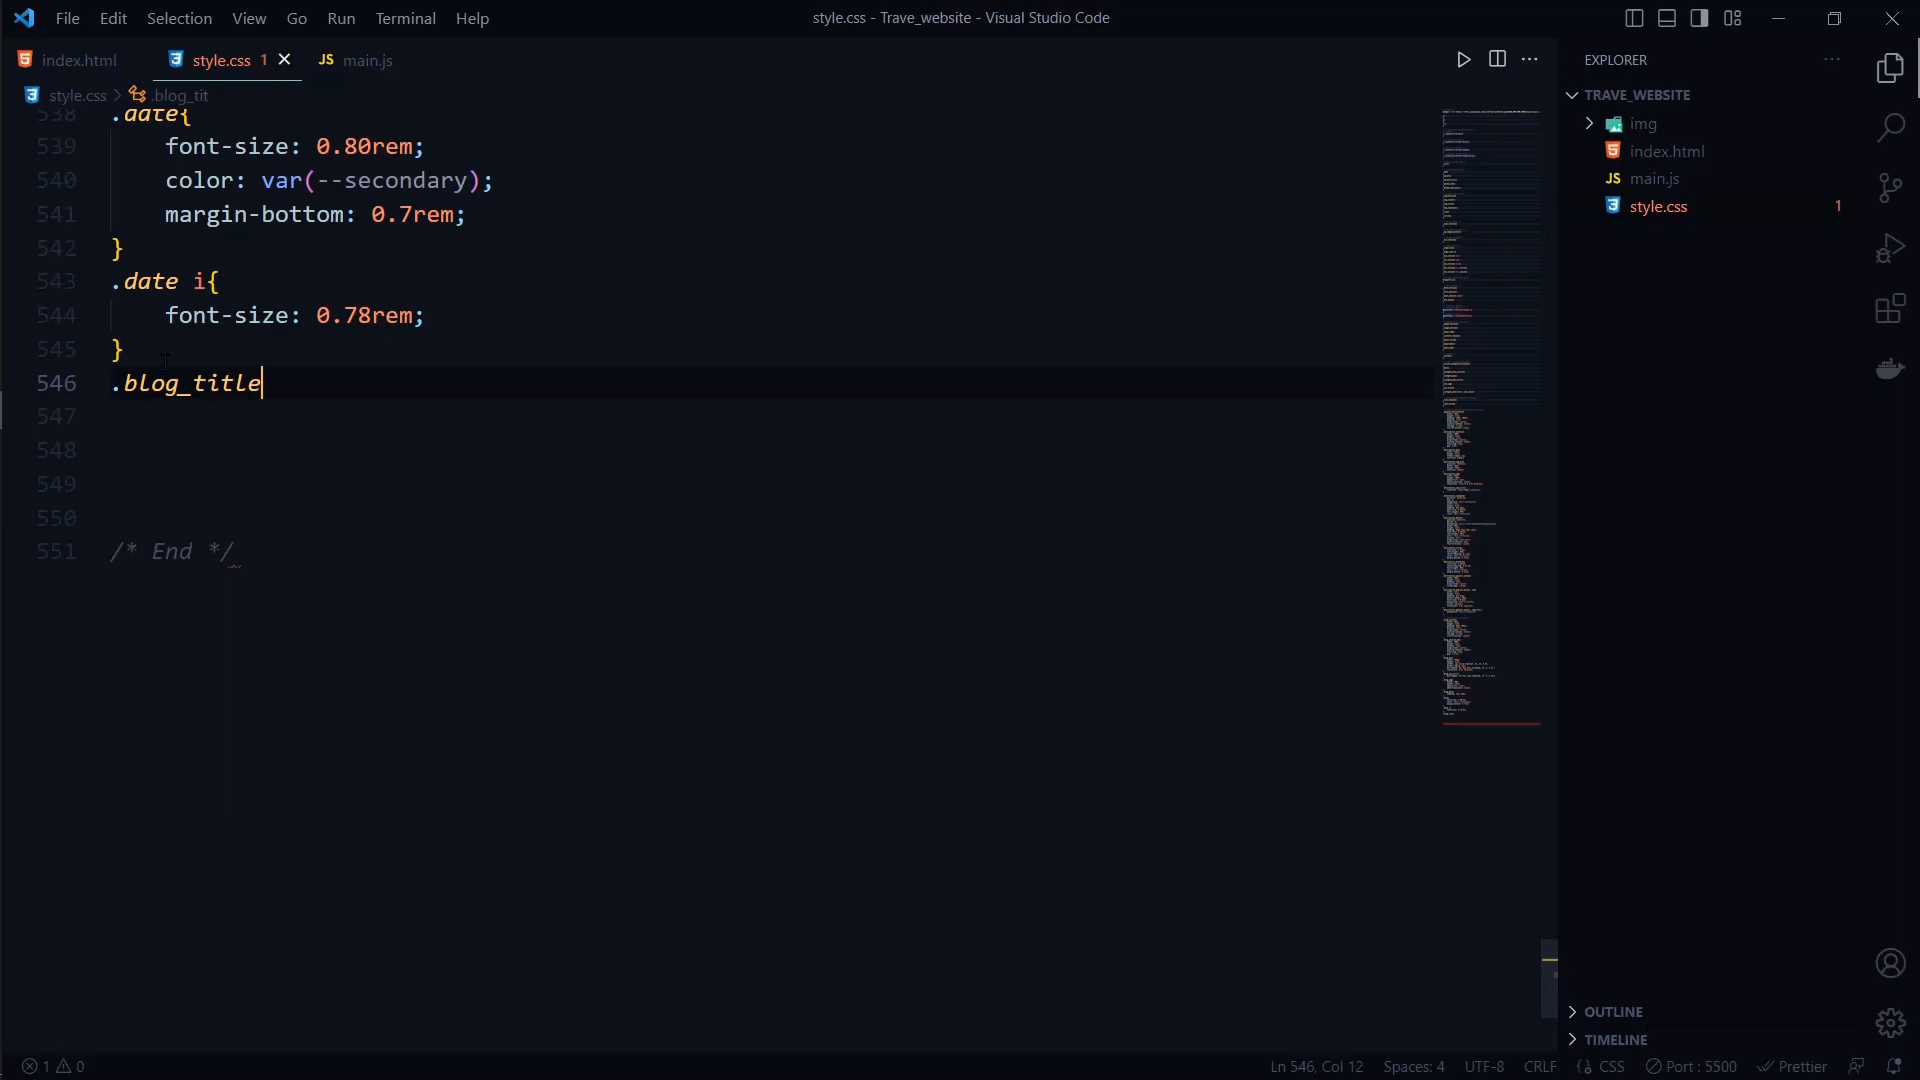 File Edit Selection View Go Run Terminal Help
style.css - Trave_website - Visual Studio Code
index.html
style.css 1
JS main.js
EXPLORER
style.css > .blog_tit
TRAVE_WEBSITE
img
index.html
JS main.js
style.css 1
538 .date{
539 font-size: 0.80rem;
540 color: var(--secondary);
541 margin-bottom: 0.7rem;
542 }
543 .date i{
544 font-size: 0.78rem;
545 }
546 .blog_title
547
548
549
550
551 /* End */
OUTLINE
TIMELINE
1 0
Ln 546, Col 12 Spaces: 4 UTF-8 CRLF CSS Port : 5500 Prettier